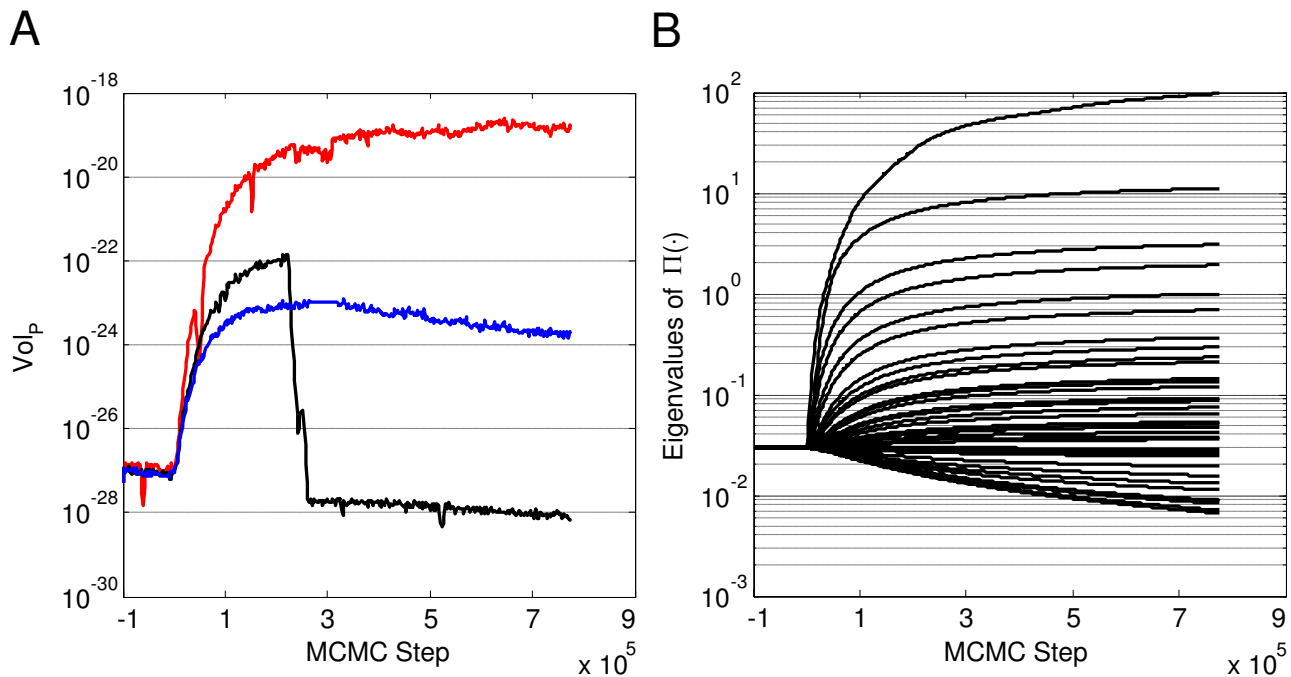 A
10^-18
10^-20
10^-22
10^-24
10^-26
10^-28
10^-30
Vol_P
-1 1 3 5 7 9
MCMC Step
x 10^5
B
10^2
10^1
10^0
10^-1
10^-2
10^-3
Eigenvalues of Π(·)
-1 1 3 5 7 9
MCMC Step
x 10^5